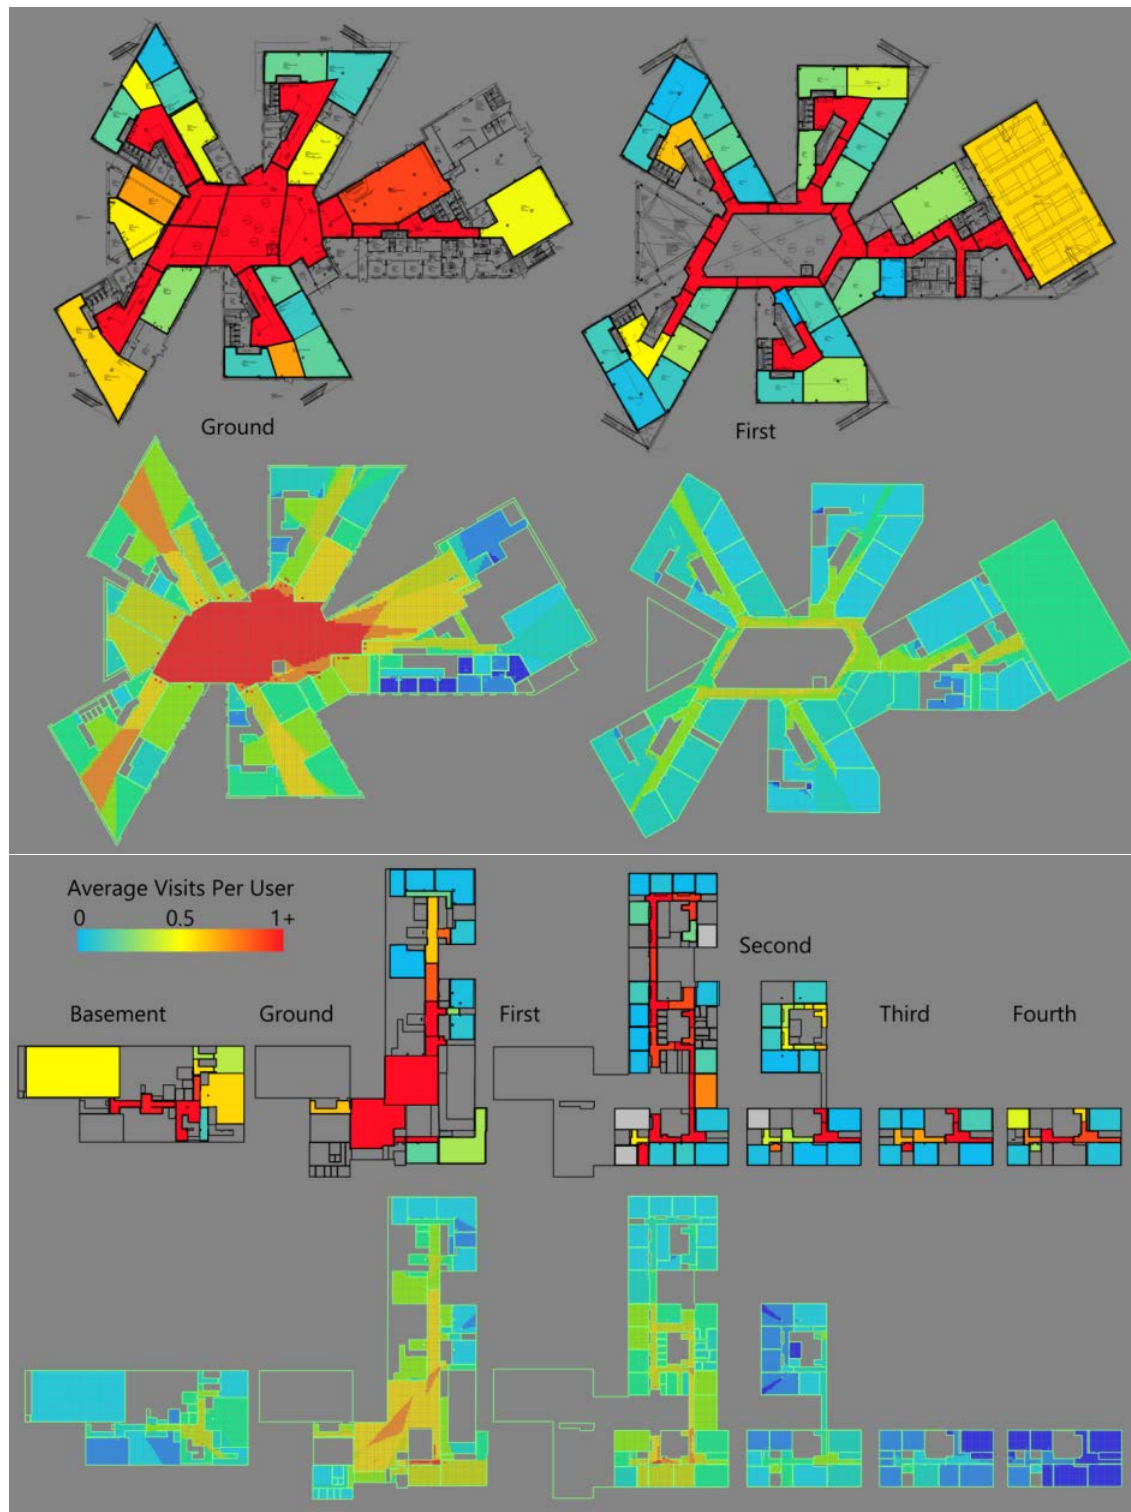 Ground
First
Average Visits Per User
0 0.5 1+
Second
Basement
Ground
First
Third
Fourth